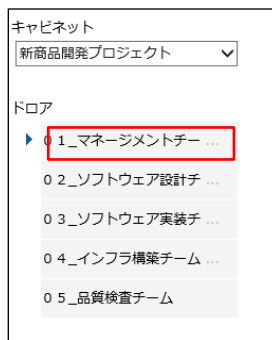 キャビネット
新商品開発プロジェクト
ドロア
０１_マネージメントチー ...
０２_ソフトウェア設計チ ...
０３_ソフトウェア実装チ ...
０４_インフラ構築チーム ...
０５_品質検査チーム